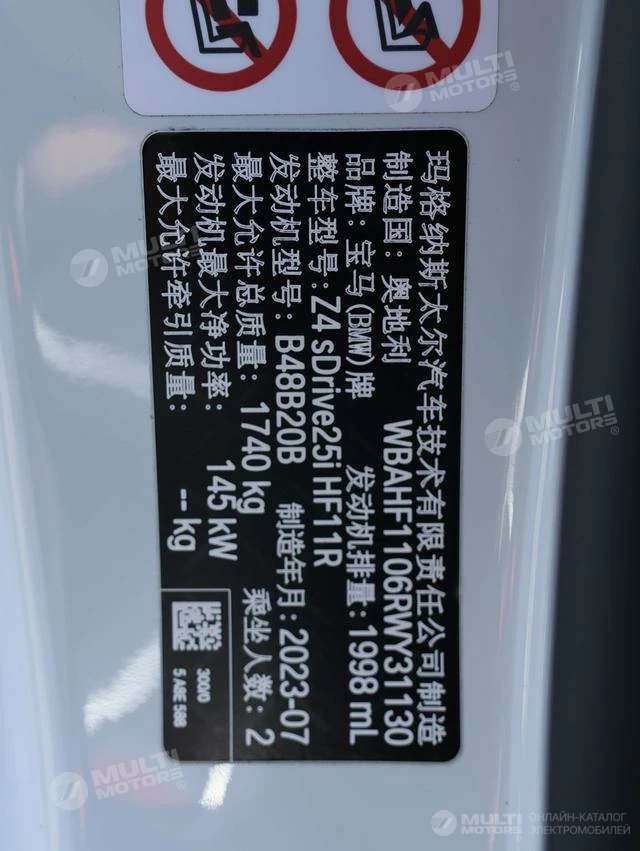 玛格纳斯太尔汽车技术有限责任公司制造
制造国：奥地利 WBAHF1106RWY31130
品牌：宝马(BMW)牌 发动机排量：1998 mL
整车型号：Z4 sDrive25i HF11R
发动机型号：B48B20B 制造年月：2023-07
最大允许总质量：1740 kg 乘坐人数：2
发动机最大净功率：145 kW
最大允许牵引质量：-- kg
300/0
5 A8E 588
MULTI MOTORS®
MULTI MOTORS
MULTI MOTORS
MULTI MOTORS®
MULTI MOTORS® ОНЛАЙН-КАТАЛОГ ЭЛЕКТРОМОБИЛЕЙ